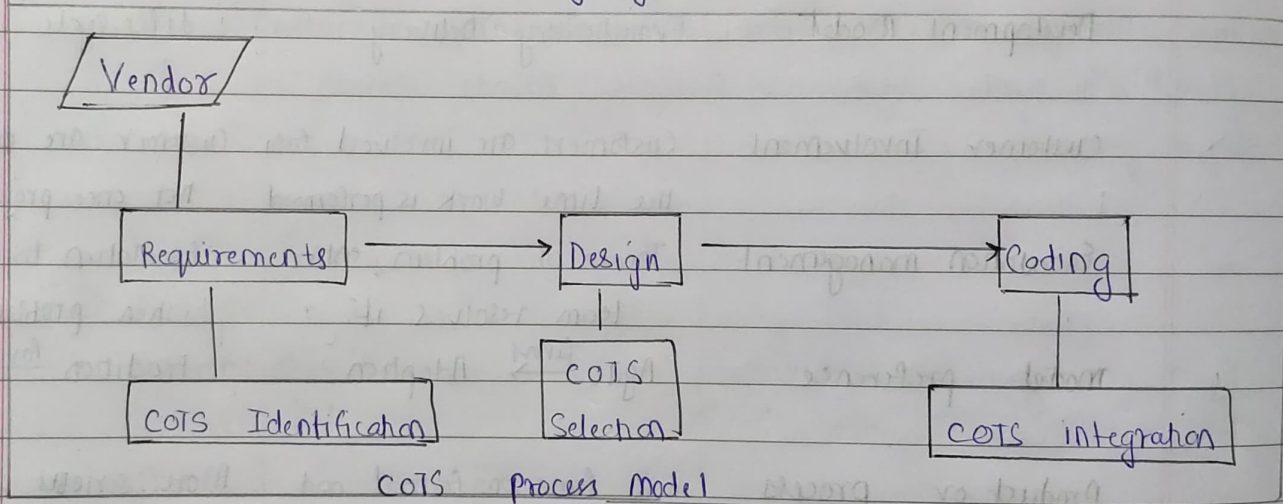 Vendor
Requirements
Design
Coding
COTS Identification
COTS
Selection
COTS integration
COTS process model